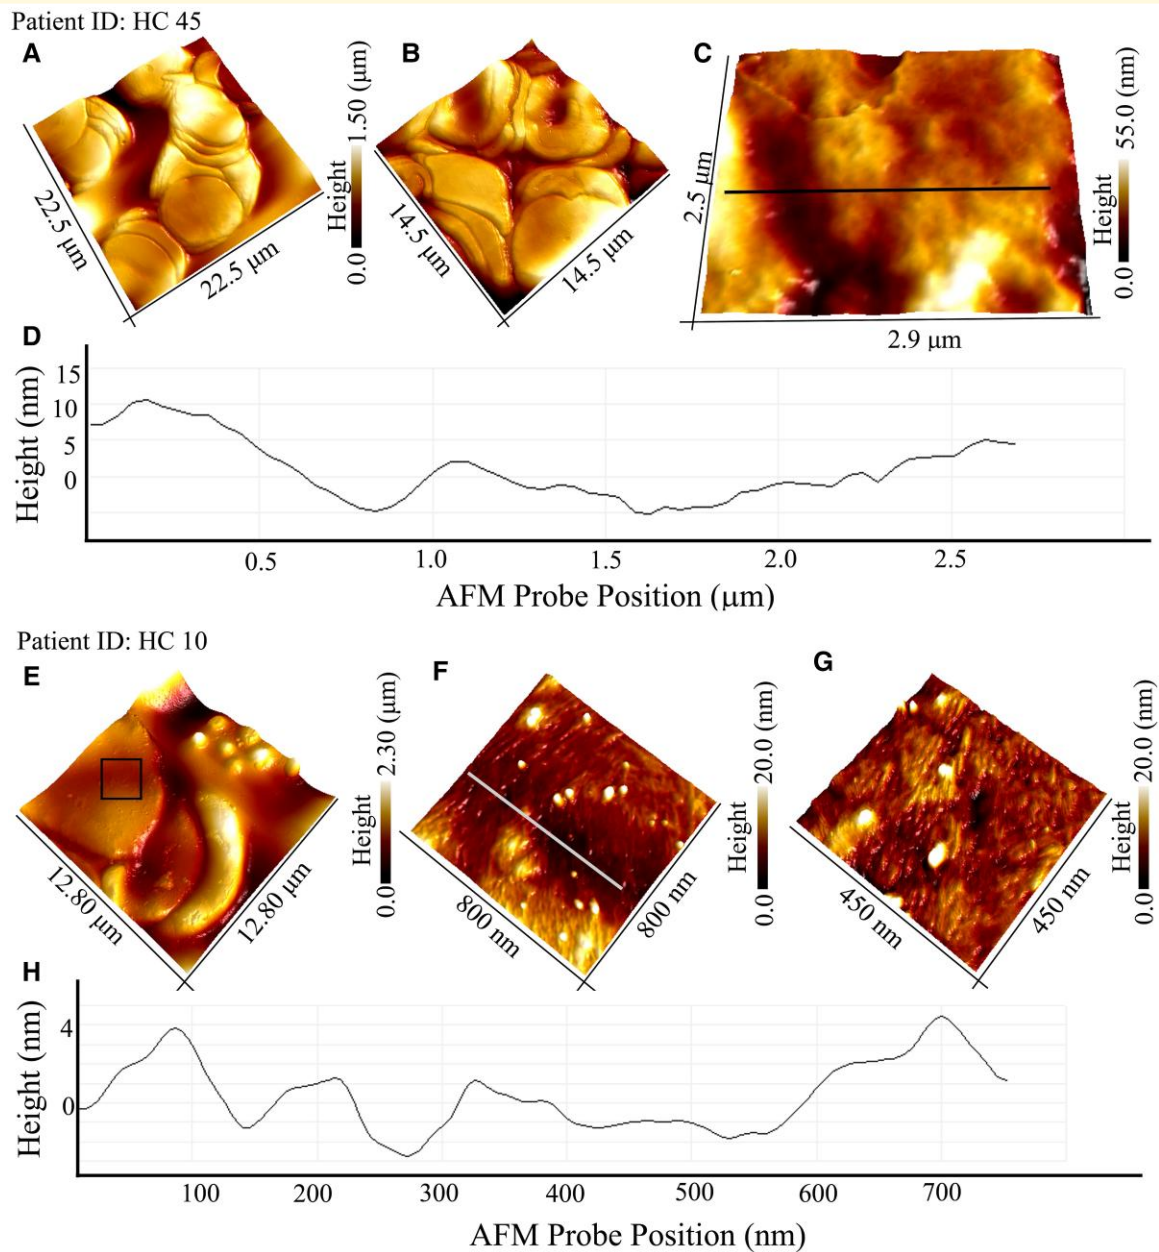 Patient ID: HC 45
A
B
C
22.5 μm
22.5 μm
Height
0.0
1.50 (μm)
14.5 μm
14.5 μm
2.5 μm
2.9 μm
Height
0.0
55.0 (nm)
D
Height (nm)
15
10
5
0
0.5
1.0
1.5
2.0
2.5
AFM Probe Position (μm)
Patient ID: HC 10
E
F
G
12.80 μm
12.80 μm
Height
0.0
2.30 (μm)
800 nm
800 nm
Height
0.0
20.0 (nm)
450 nm
450 nm
Height
0.0
20.0 (nm)
H
Height (nm)
4
0
100
200
300
400
500
600
700
AFM Probe Position (nm)